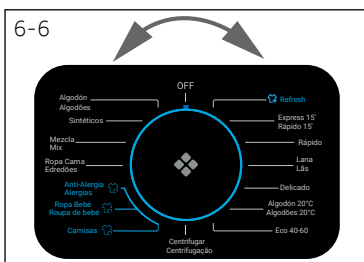 6-6
OFF
Algodón
Algodões
Sintéticos
Mezcla
Mix
Ropa Cama
Edredões
Anti-Alergia
Alergias
Ropa Bebé
Roupa de bebé
Camisas
Refresh
Express 15'
Rápido 15'
Rápido
Lana
Lãs
Delicado
Algodón 20°C
Algodões 20°C
Eco 40-60
Centrifugar
Centrifugação